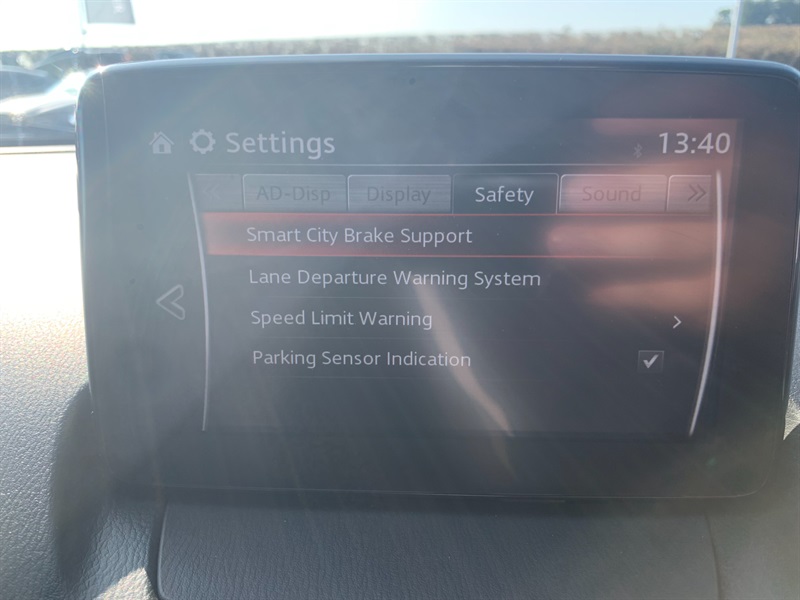 Settings 13:40
AD-Disp Display Safety Sound
Smart City Brake Support
Lane Departure Warning System
Speed Limit Warning
Parking Sensor Indication